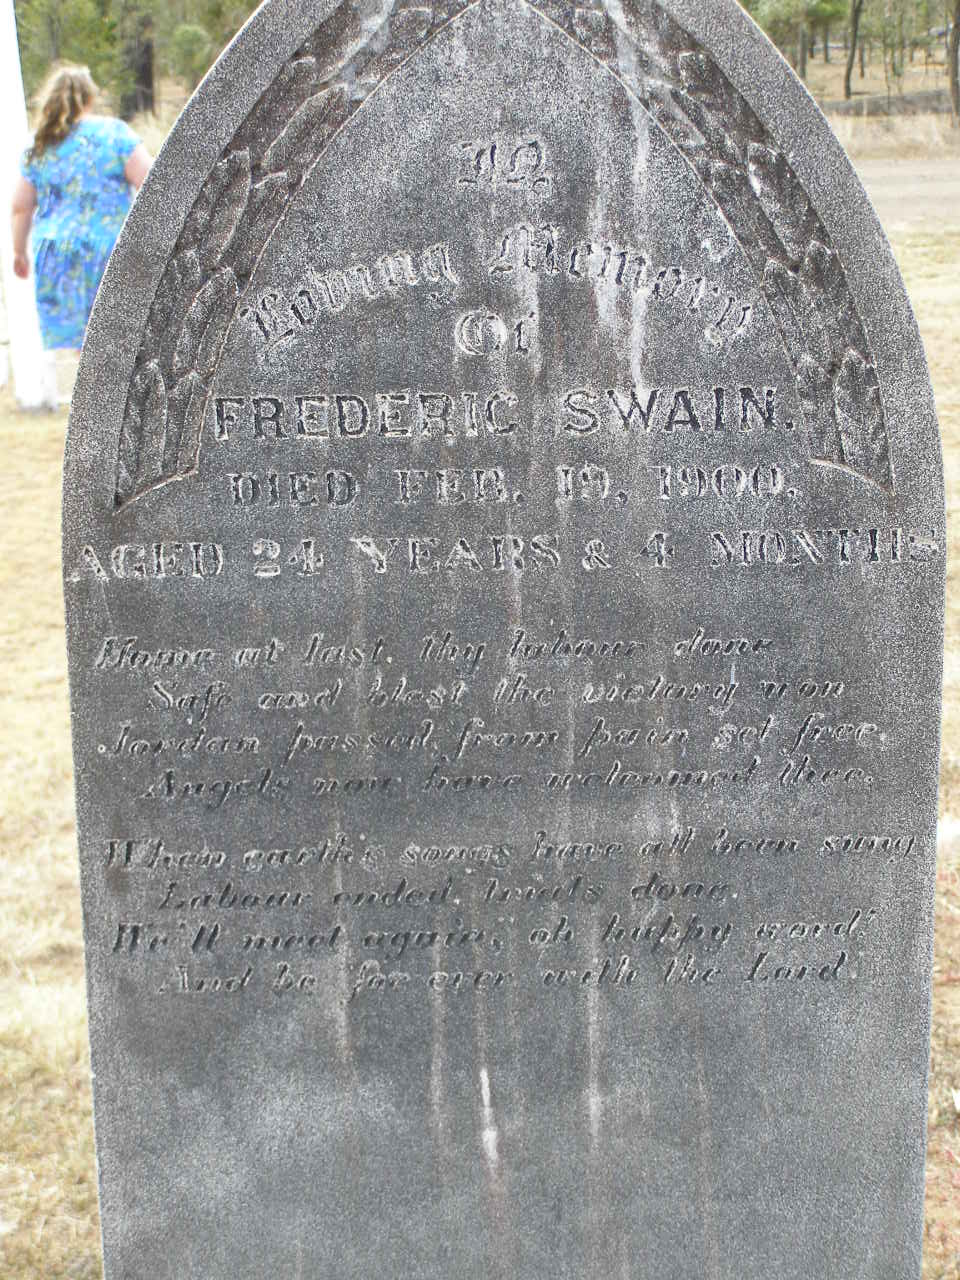 In
Loving Memory
Of
FREDERIC SWAIN.
DIED FEB. 19, 1900,
AGED 24 YEARS & 4 MONTHS
Home at last, thy labour done
Safe and blest the victory won
Jordan passed, from pain set free,
Angels now have welcomed thee.
When earth's songs have all been sung
Labour ended, trials done,
We'll meet again, oh happy word!
And be for ever with the Lord.